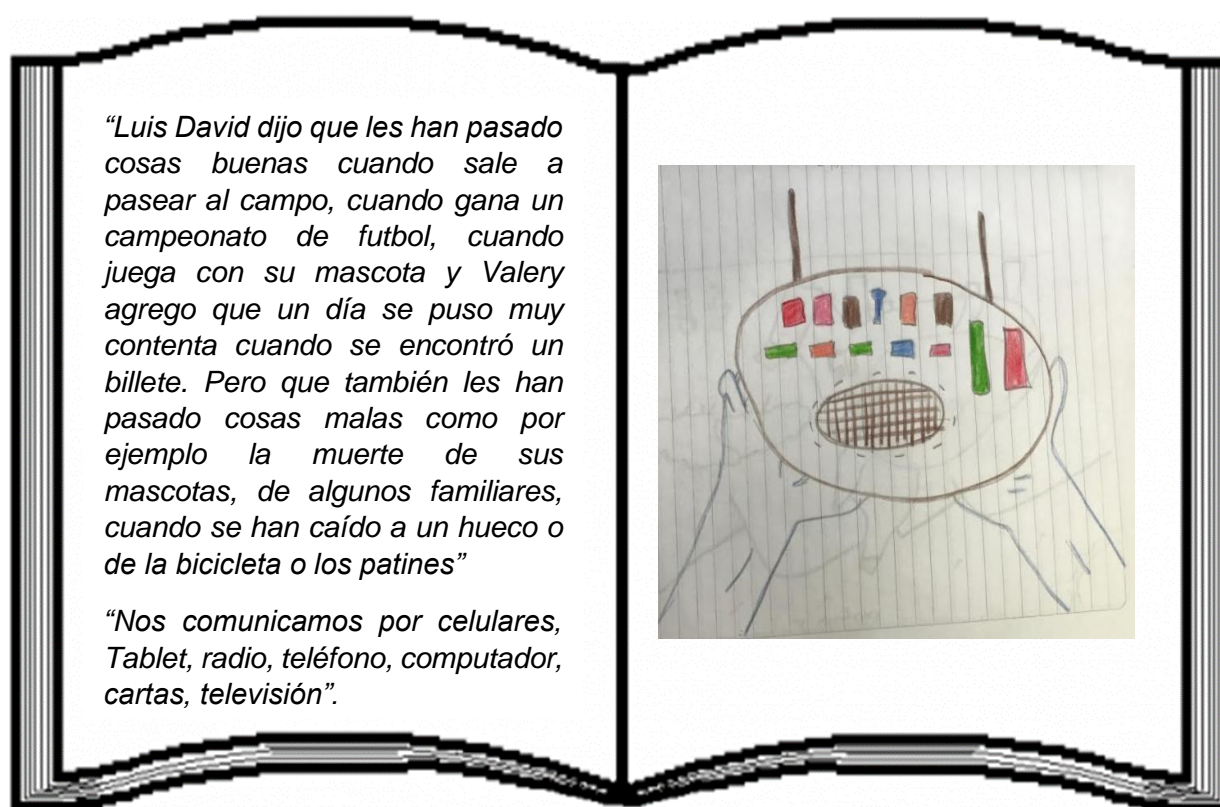 “Luis David dijo que les han pasado
cosas buenas cuando sale a
pasear al campo, cuando gana un
campeonato de futbol, cuando
juega con su mascota y Valery
agrego que un día se puso muy
contenta cuando se encontró un
billete. Pero que también les han
pasado cosas malas como por
ejemplo la muerte de sus
mascotas, de algunos familiares,
cuando se han caído a un hueco o
de la bicicleta o los patines”
“Nos comunicamos por celulares,
Tablet, radio, teléfono, computador,
cartas, televisión”.